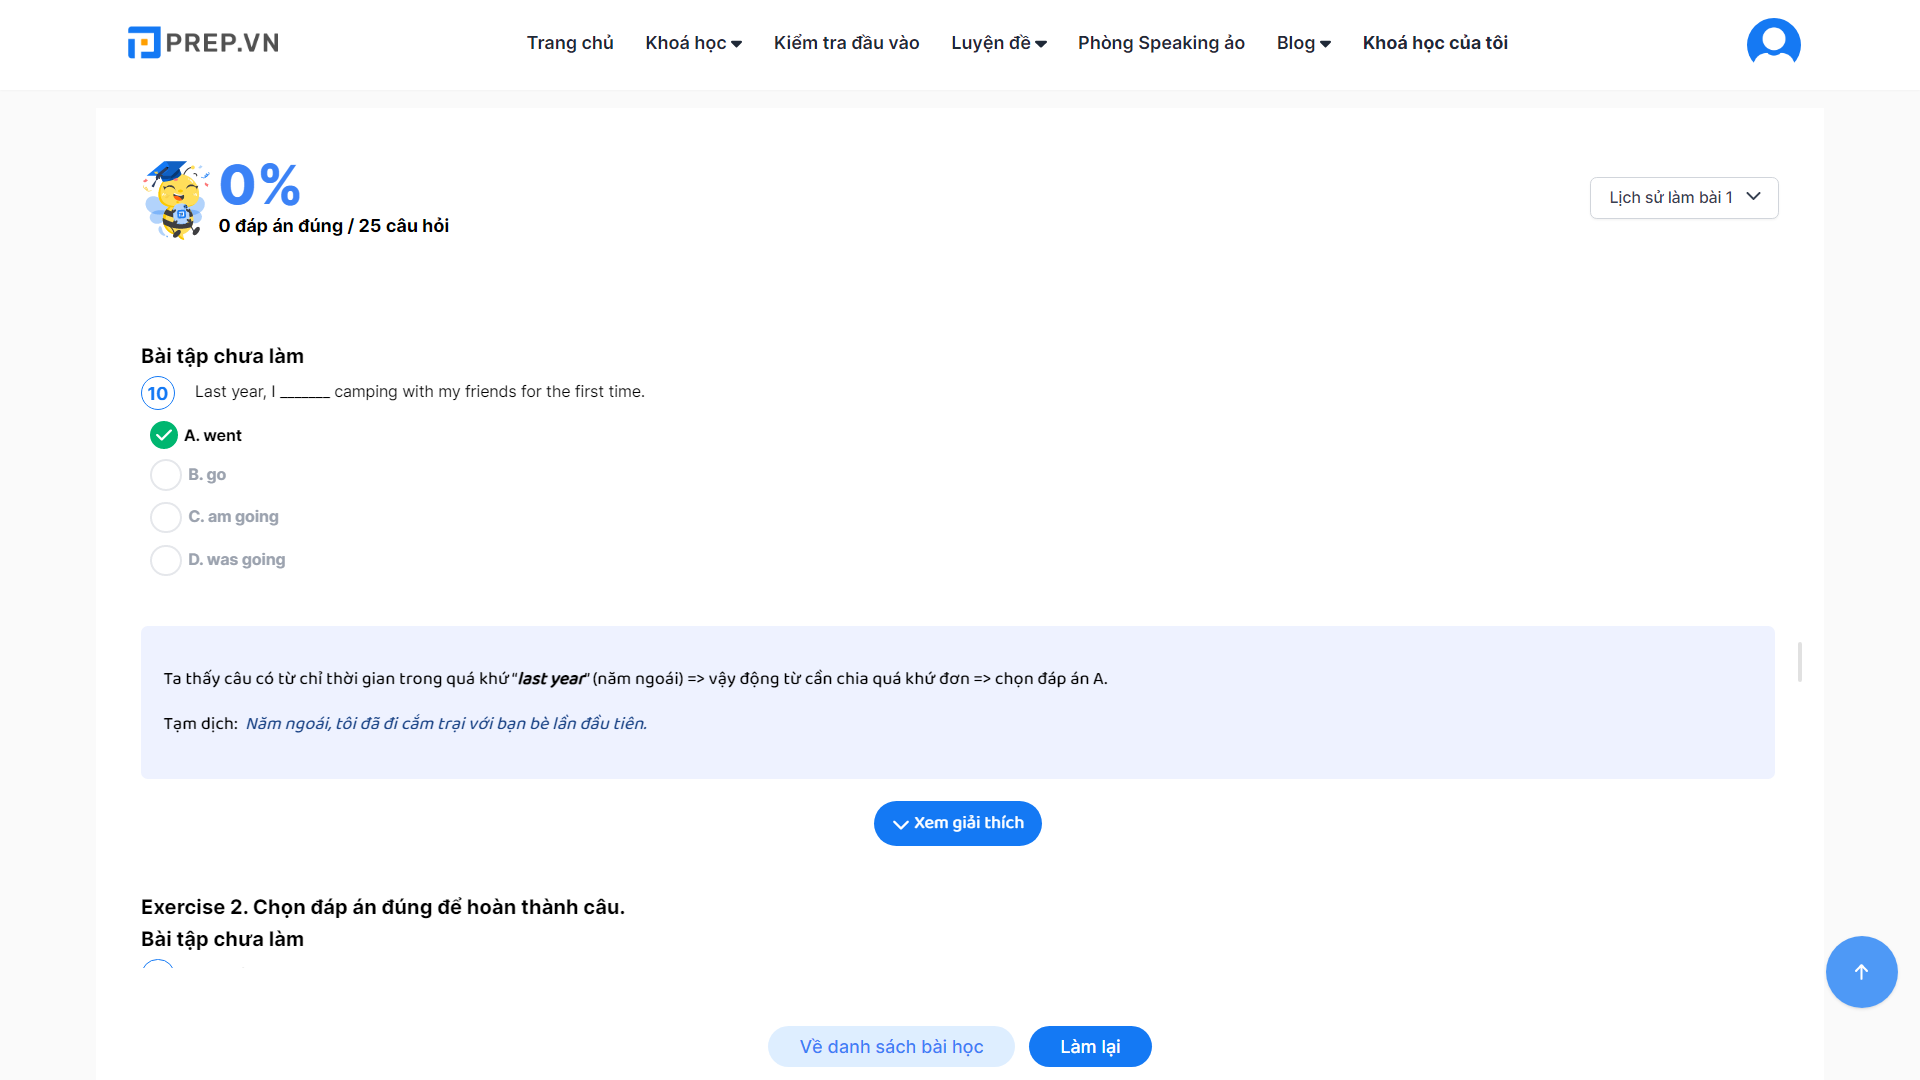 PREP.VN
Trang chủ
Khoá học
Kiểm tra đầu vào
Luyện đề
Phòng Speaking ảo
Blog
Khoá học của tôi
0%
0 đáp án đúng / 25 câu hỏi
Lịch sử làm bài 1
Bài tập chưa làm
10 Last year, I _______ camping with my friends for the first time.
A. went
B. go
C. am going
D. was going
Ta thấy câu có từ chỉ thời gian trong quá khứ "last year" (năm ngoái) => vậy động từ cần chia quá khứ đơn => chọn đáp án A.
Tạm dịch: Năm ngoái, tôi đã đi cắm trại với bạn bè lần đầu tiên.
Xem giải thích
Exercise 2. Chọn đáp án đúng để hoàn thành câu.
Bài tập chưa làm
Về danh sách bài học
Làm lại